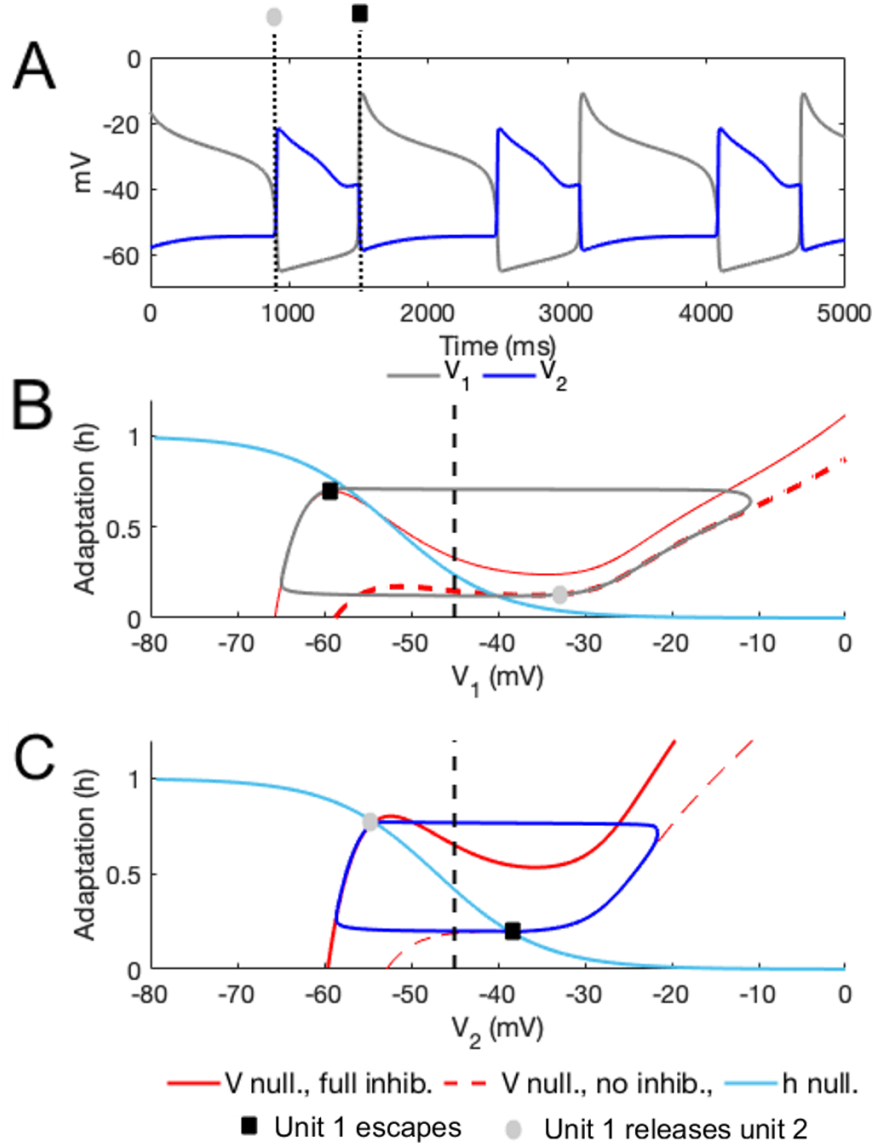 A
0
-20
-40
-60
mV
0 1000 2000 3000 4000 5000
Time (ms)
V1 V2
B
1
0.5
0
Adaptation (h)
-80 -70 -60 -50 -40 -30 -20 -10 0
V1 (mV)
C
1
0.5
0
Adaptation (h)
-80 -70 -60 -50 -40 -30 -20 -10 0
V2 (mV)
V null., full inhib. V null., no inhib., h null.
Unit 1 escapes Unit 1 releases unit 2